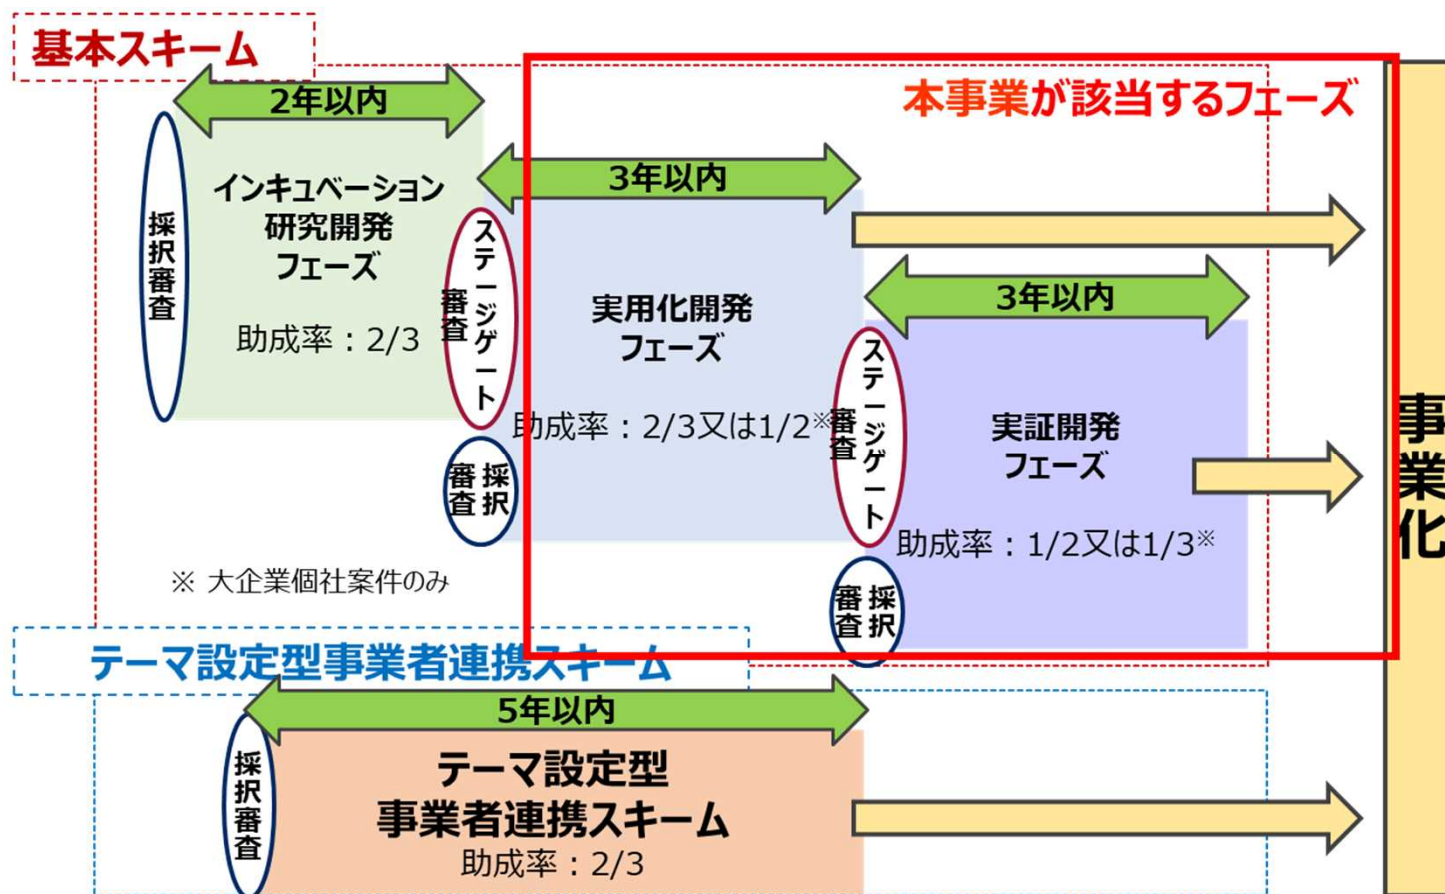 基本スキーム
本事業が該当するフェーズ
2年以内
採択審査
インキュベーション
研究開発
フェーズ
助成率：2/3
3年以内
ステージゲート
審査
採択
審査
実用化開発
フェーズ
助成率：2/3又は1/2※
3年以内
ステージゲート
審査
採択
審査
実証開発
フェーズ
助成率：1/2又は1/3※
※ 大企業個社案件のみ
事業化
テーマ設定型事業者連携スキーム
5年以内
採択審査
テーマ設定型
事業者連携スキーム
助成率：2/3